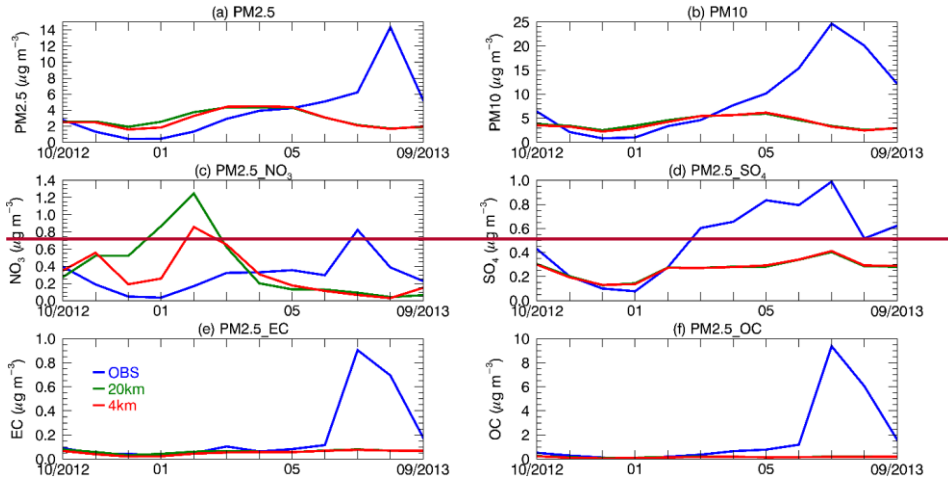 (a) PM2.5
(b) PM10
PM2.5 (μg m⁻³)
14
12
10
8
6
4
2
0
10/2012 01 05 09/2013
PM10 (μg m⁻³)
25
20
15
10
5
0
10/2012 01 05 09/2013
(c) PM2.5_NO₃
(d) PM2.5_SO₄
NO₃ (μg m⁻³)
1.4
1.2
1.0
0.8
0.6
0.4
0.2
0.0
10/2012 01 05 09/2013
SO₄ (μg m⁻³)
1.0
0.8
0.6
0.4
0.2
0.0
10/2012 01 05 09/2013
(e) PM2.5_EC
(f) PM2.5_OC
EC (μg m⁻³)
1.0
0.8
0.6
0.4
0.2
0.0
10/2012 01 05 09/2013
OBS
20km
4km
OC (μg m⁻³)
10
8
6
4
2
0
10/2012 01 05 09/2013